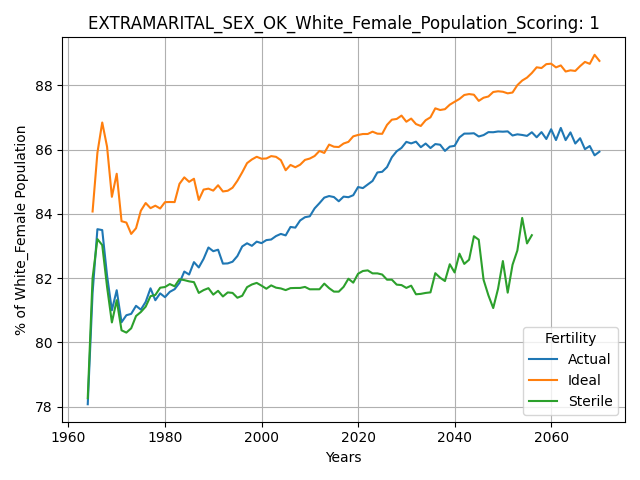 EXTRAMARITAL_SEX_OK_White_Female_Population_Scoring: 1
% of White_Female Population
88
86
84
82
80
78
1960
1980
2000
2020
2040
2060
Years
Fertility
Actual
Ideal
Sterile